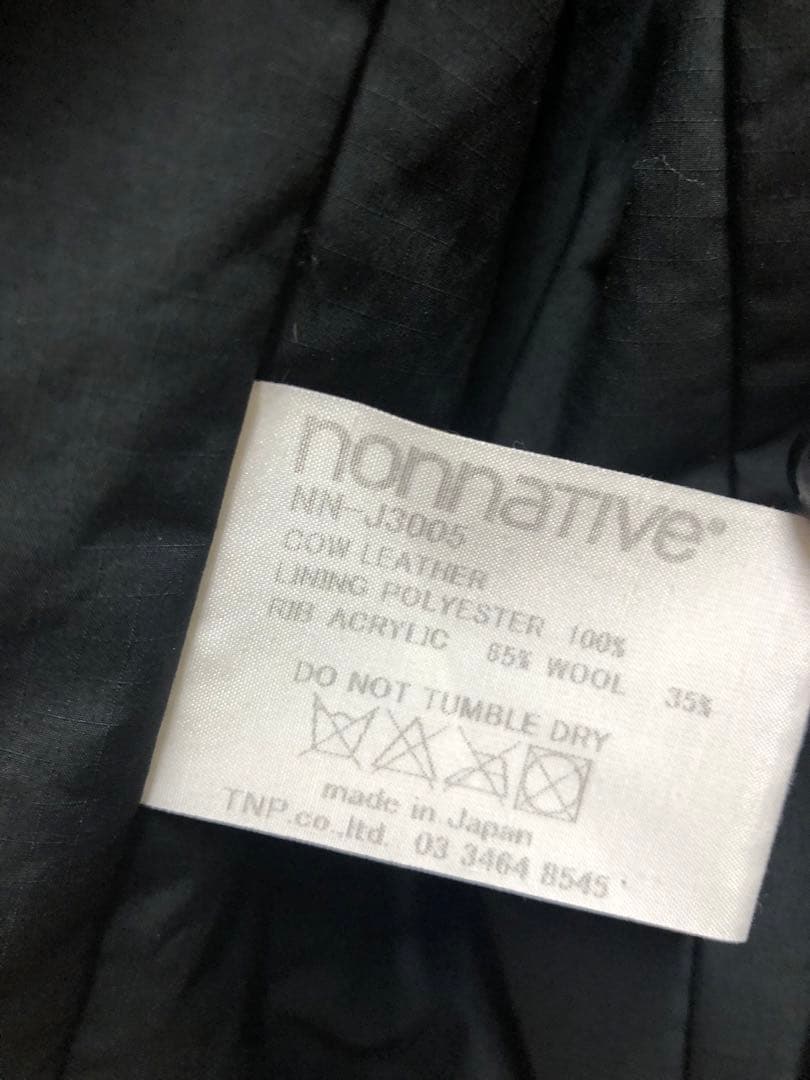 nonnative®
NN-J3005
COW LEATHER
LINING POLYESTER 100%
RIB ACRYLIC 65% WOOL 35%
DO NOT TUMBLE DRY
made in Japan
TNP.co.,ltd. 03 3464 8545